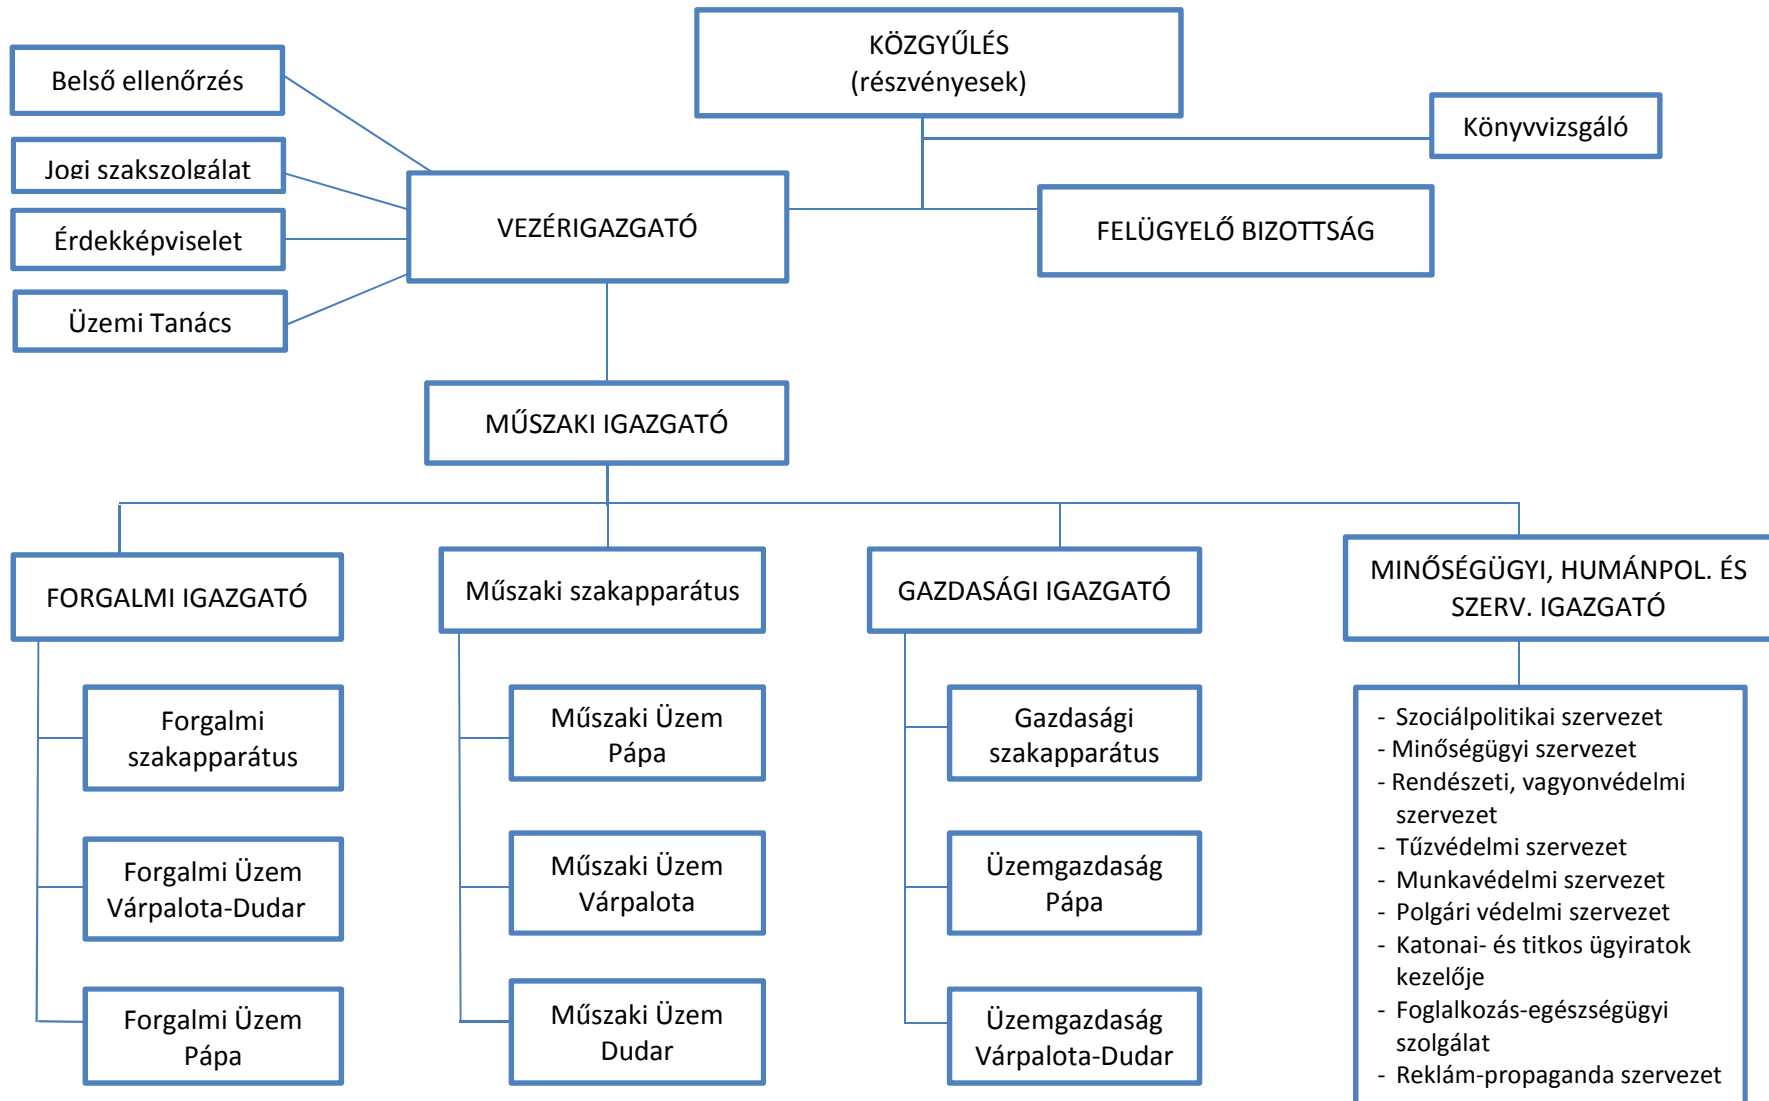 KÖZGYŰLÉS
(részvényesek)
Belső ellenőrzés
Könyvvizsgáló
Jogi szakszolgálat
VEZÉRIGAZGATÓ
FELÜGYELŐ BIZOTTSÁG
Érdekképviselet
Üzemi Tanács
MŰSZAKI IGAZGATÓ
FORGALMI IGAZGATÓ
Műszaki szakapparátus
GAZDASÁGI IGAZGATÓ
MINŐSÉGÜGYI, HUMÁNPOL. ÉS
SZERV. IGAZGATÓ
Forgalmi
szakapparátus
Forgalmi Üzem
Várpalota-Dudar
Forgalmi Üzem
Pápa
Műszaki Üzem
Pápa
Műszaki Üzem
Várpalota
Műszaki Üzem
Dudar
Gazdasági
szakapparátus
Üzemgazdaság
Pápa
Üzemgazdaság
Várpalota-Dudar
- Szociálpolitikai szervezet
- Minőségügyi szervezet
- Rendészeti, vagyonvédelmi
szervezet
- Tűzvédelmi szervezet
- Munkavédelmi szervezet
- Polgári védelmi szervezet
- Katonai- és titkos ügyiratok
kezelője
- Foglalkozás-egészségügyi
szolgálat
- Reklám-propaganda szervezet